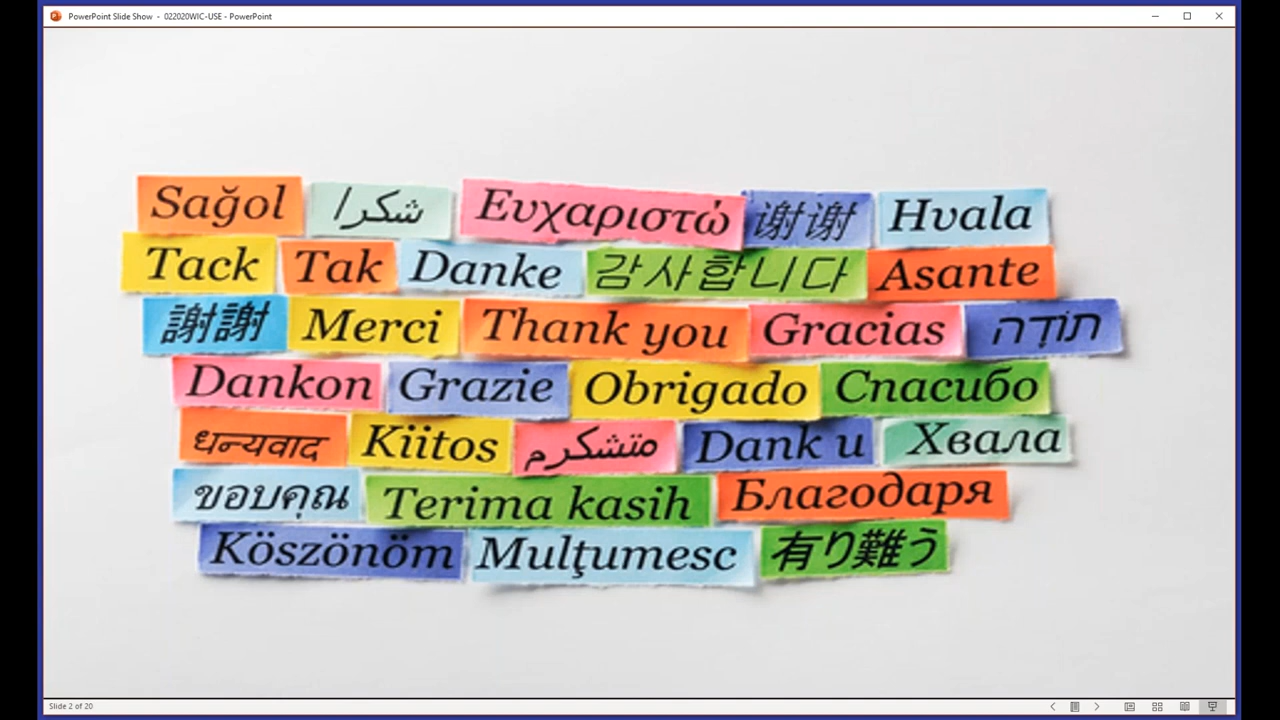 PowerPoint Slide Show - 022020WIC-USE - PowerPoint
Sağol شكرا Ευχαριστώ 谢谢 Hvala
Tack Tak Danke 감사합니다 Asante
謝謝 Merci Thank you Gracias תוֹדָה
Dankon Grazie Obrigado Спасибо
धन्यवाद Kiitos متشکرم Dank u Хвала
ขอบคุณ Terima kasih Благодаря
Köszönöm Mulţumesc 有り難う
Slide 2 of 20